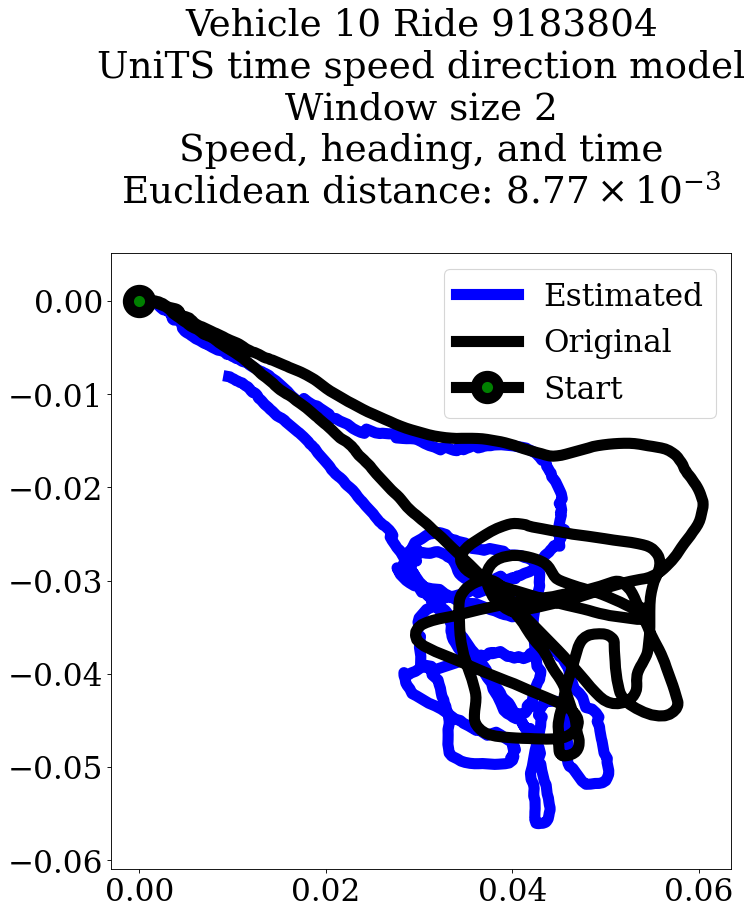 Vehicle 10 Ride 9183804
UniTS time speed direction model
Window size 2
Speed, heading, and time
Euclidean distance: 8.77 × 10⁻³
Estimated
Original
Start
0.00
−0.01
−0.02
−0.03
−0.04
−0.05
−0.06
0.00 0.02 0.04 0.06